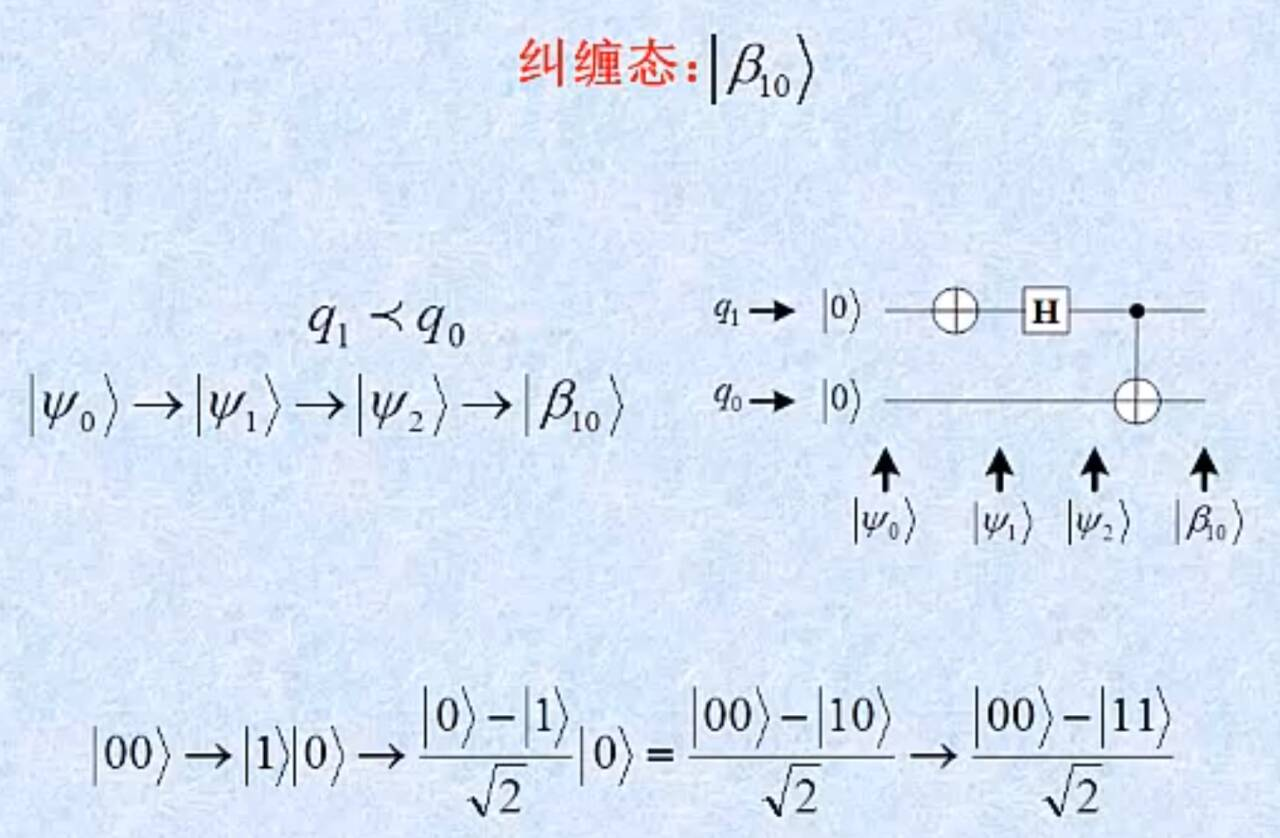 纠缠态：|β₁₀⟩
q₁ ≺ q₀
|ψ₀⟩→|ψ₁⟩→|ψ₂⟩→|β₁₀⟩
q₁ → |0⟩ H
q₀ → |0⟩
|ψ₀⟩ |ψ₁⟩ |ψ₂⟩ |β₁₀⟩
|00⟩→|1⟩|0⟩→(|0⟩−|1⟩)/√2 |0⟩=(|00⟩−|10⟩)/√2→(|00⟩−|11⟩)/√2